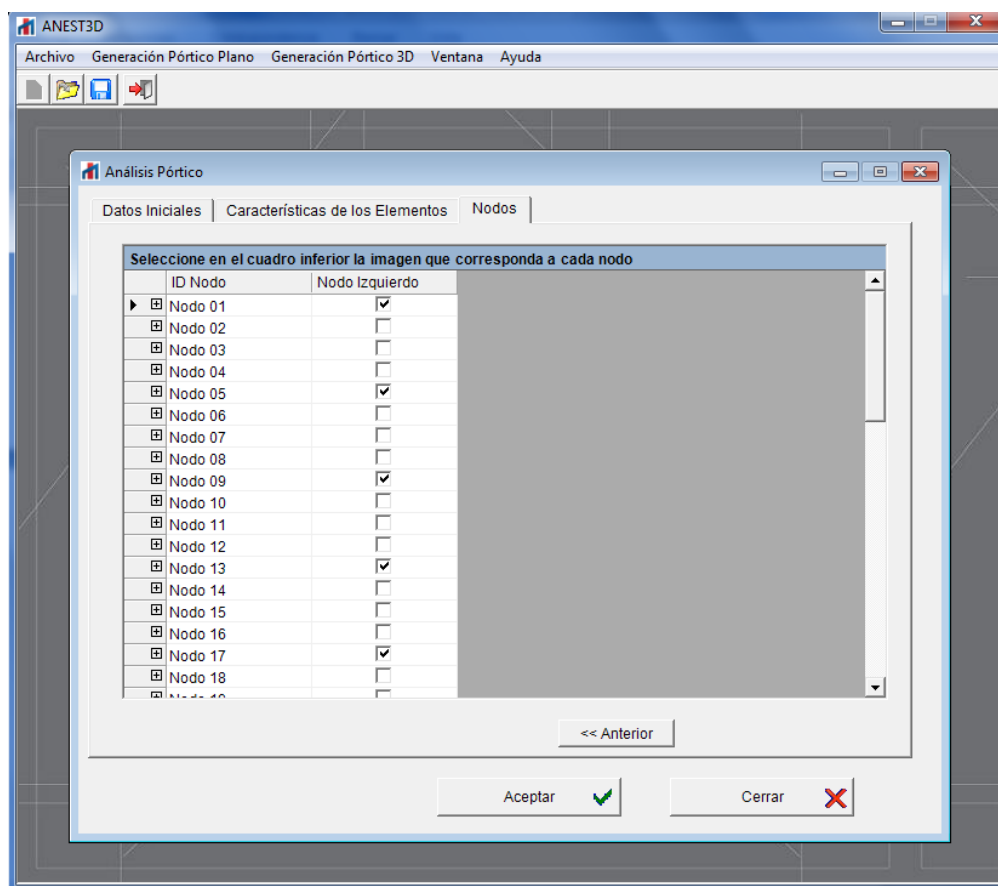 ANEST3D
Archivo Generación Pórtico Plano Generación Pórtico 3D Ventana Ayuda
Análisis Pórtico
Datos Iniciales Características de los Elementos Nodos
Seleccione en el cuadro inferior la imagen que corresponda a cada nodo
ID Nodo Nodo Izquierdo
Nodo 01
Nodo 02
Nodo 03
Nodo 04
Nodo 05
Nodo 06
Nodo 07
Nodo 08
Nodo 09
Nodo 10
Nodo 11
Nodo 12
Nodo 13
Nodo 14
Nodo 15
Nodo 16
Nodo 17
Nodo 18
<< Anterior
Aceptar Cerrar